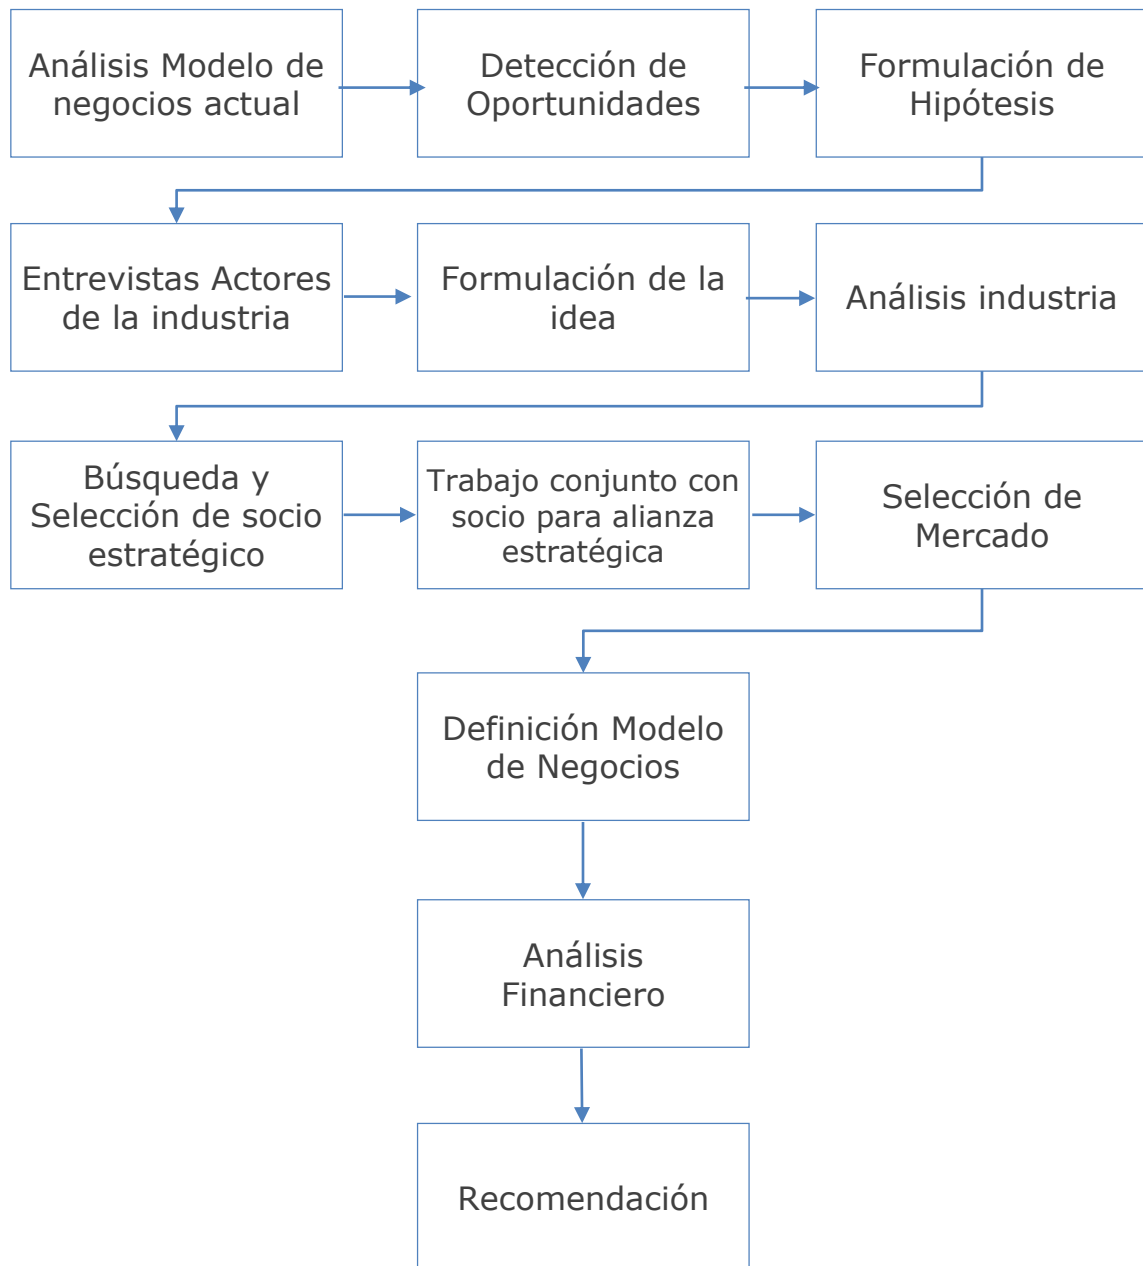 Análisis Modelo de
negocios actual
Detección de
Oportunidades
Formulación de
Hipótesis
Entrevistas Actores
de la industria
Formulación de la
idea
Análisis industria
Búsqueda y
Selección de socio
estratégico
Trabajo conjunto con
socio para alianza
estratégica
Selección de
Mercado
Definición Modelo
de Negocios
Análisis
Financiero
Recomendación